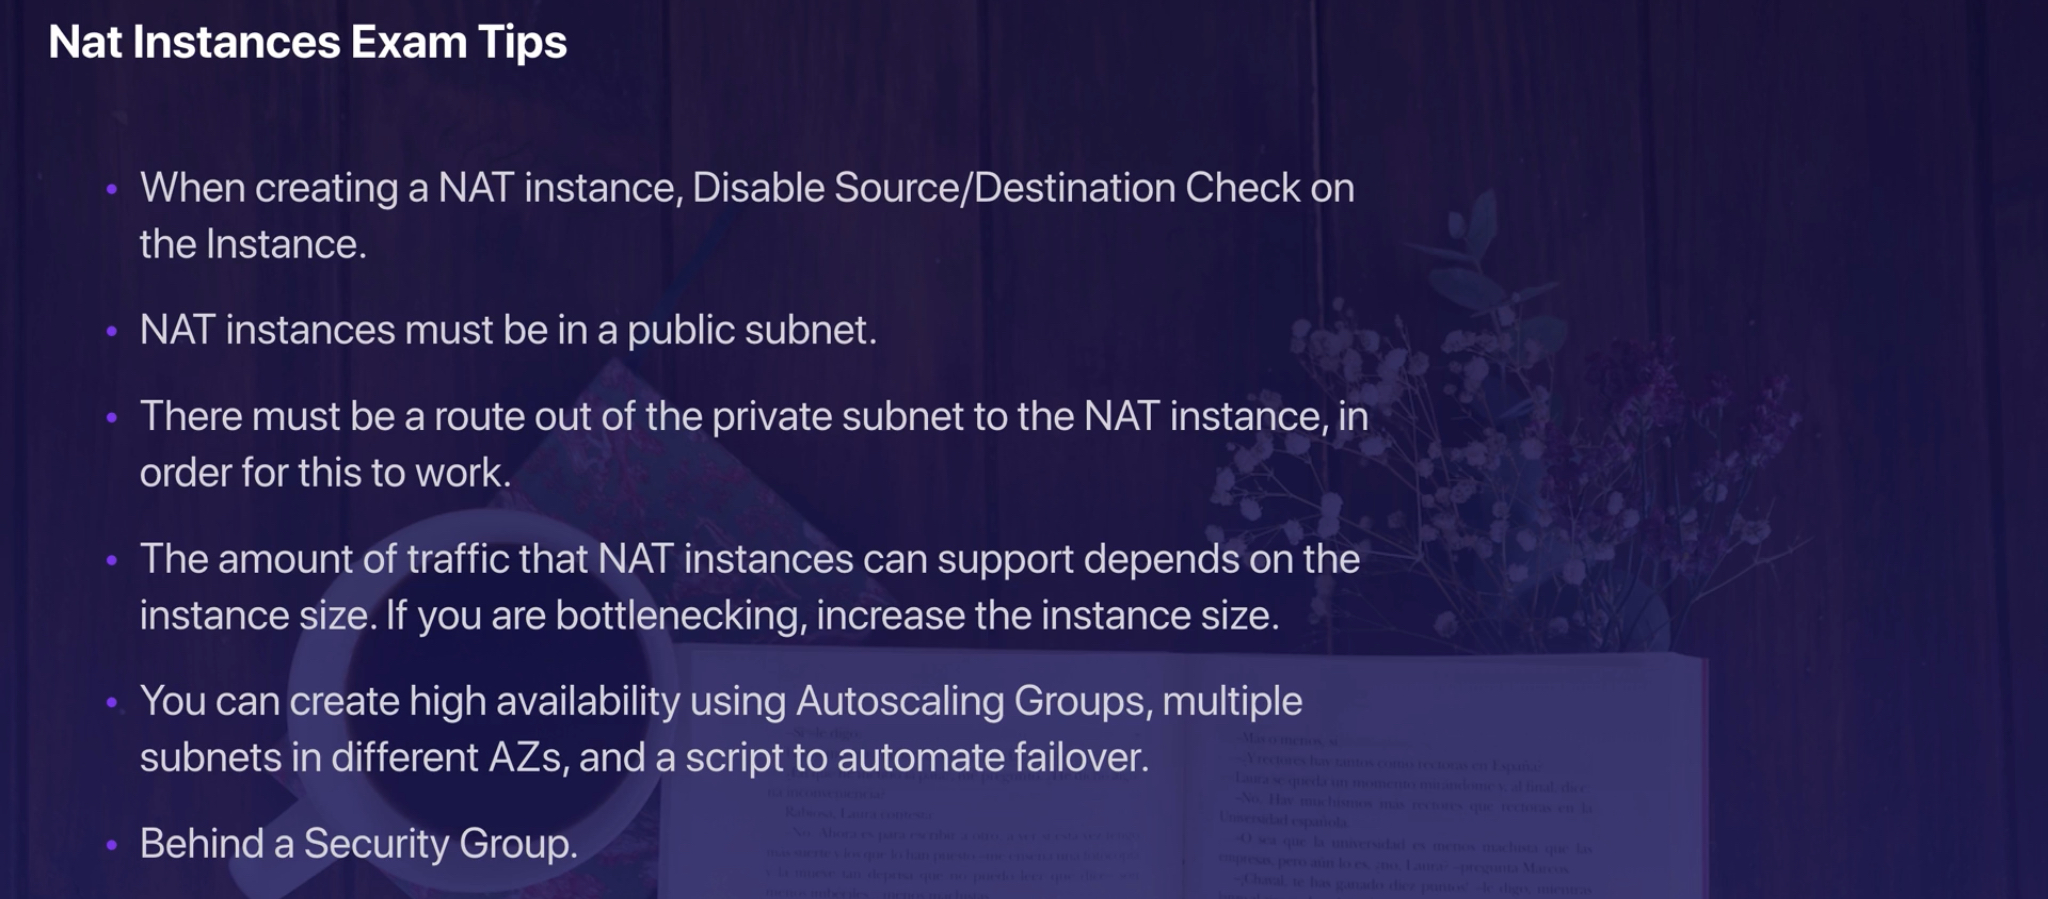 Nat Instances Exam Tips
• When creating a NAT instance, Disable Source/Destination Check on
the Instance.
• NAT instances must be in a public subnet.
• There must be a route out of the private subnet to the NAT instance, in
order for this to work.
• The amount of traffic that NAT instances can support depends on the
instance size. If you are bottlenecking, increase the instance size.
• You can create high availability using Autoscaling Groups, multiple
subnets in different AZs, and a script to automate failover.
• Behind a Security Group.